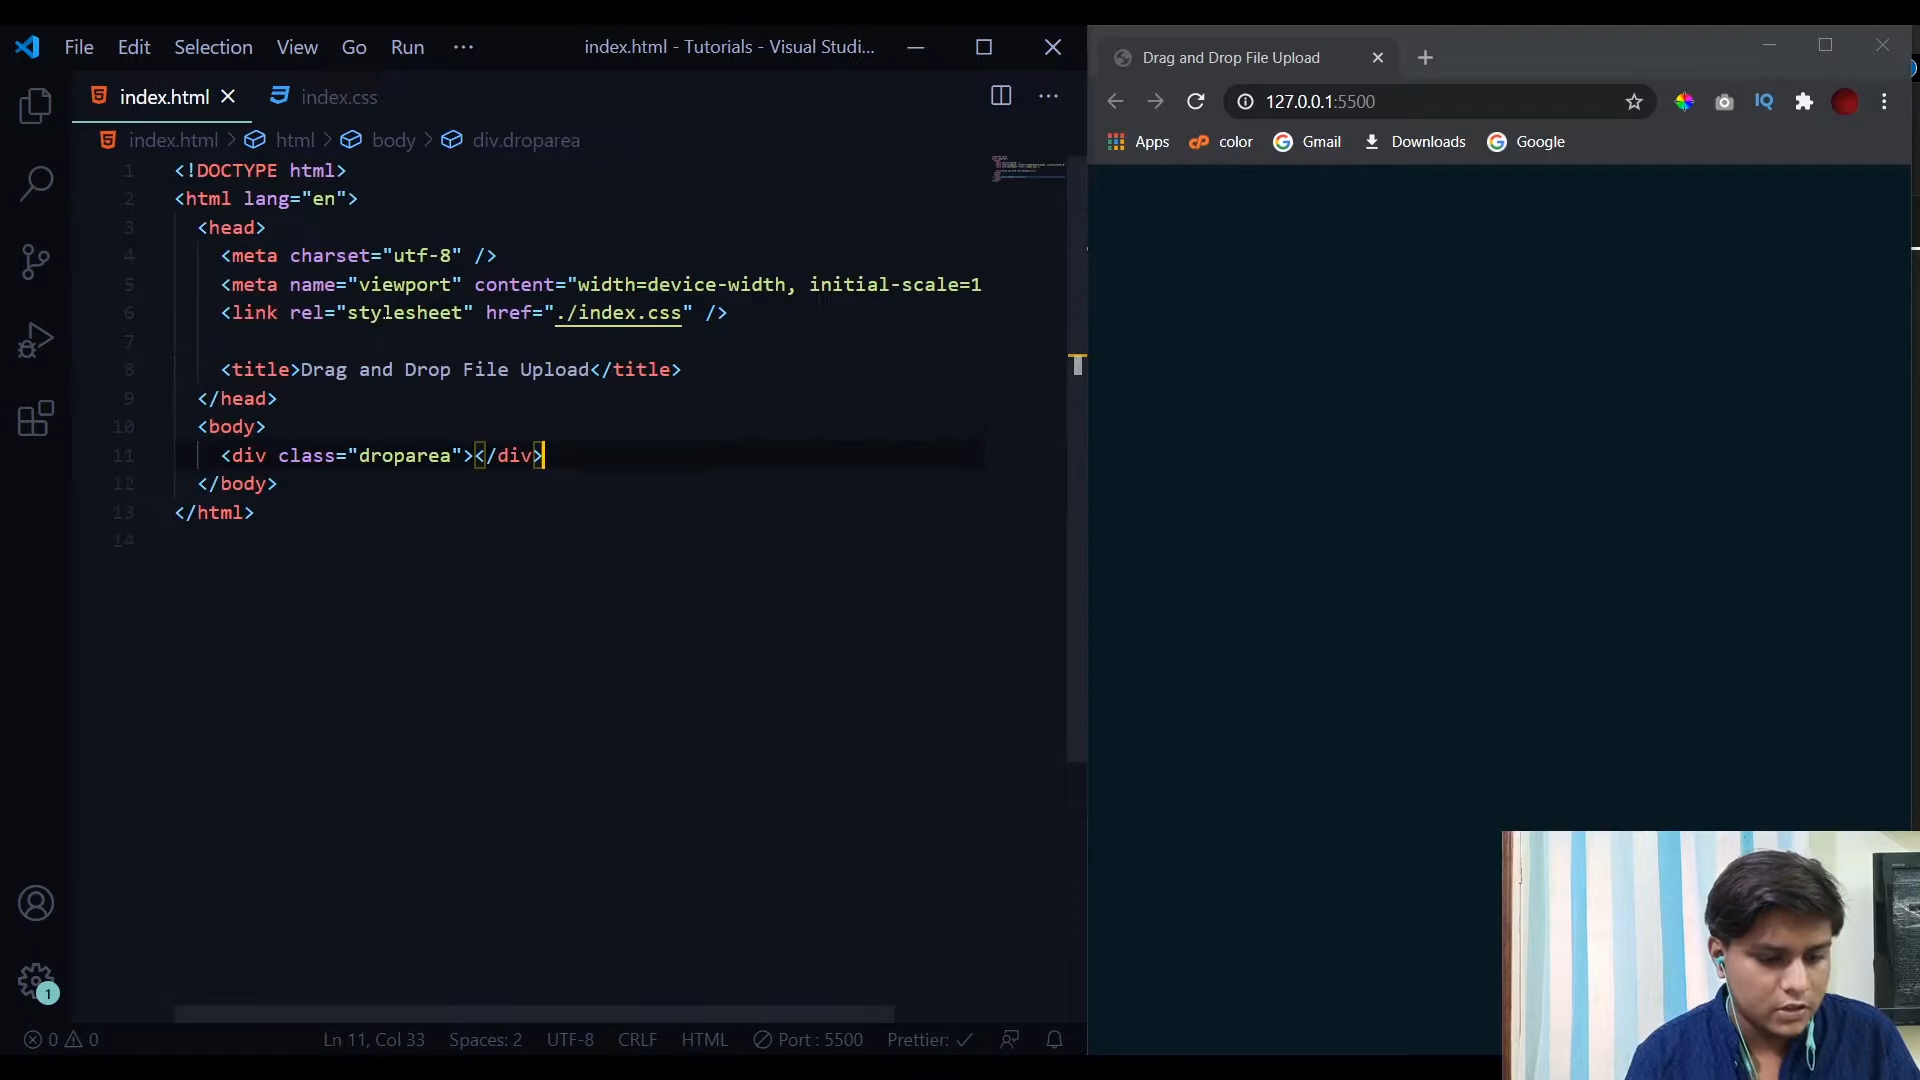 File Edit Selection View Go Run ··· index.html - Tutorials - Visual Studi...
index.html index.css
index.html > html > body > div.droparea
1 <!DOCTYPE html>
2 <html lang="en">
3 <head>
4 <meta charset="utf-8" />
5 <meta name="viewport" content="width=device-width, initial-scale=1
6 <link rel="stylesheet" href="./index.css" />
7
8 <title>Drag and Drop File Upload</title>
9 </head>
10 <body>
11 <div class="droparea"></div>
12 </body>
13 </html>
14
1
0 0 Ln 11, Col 33 Spaces: 2 UTF-8 CRLF HTML Port : 5500 Prettier: ✓
Drag and Drop File Upload
127.0.0.1:5500 IQ
Apps color Gmail Downloads Google